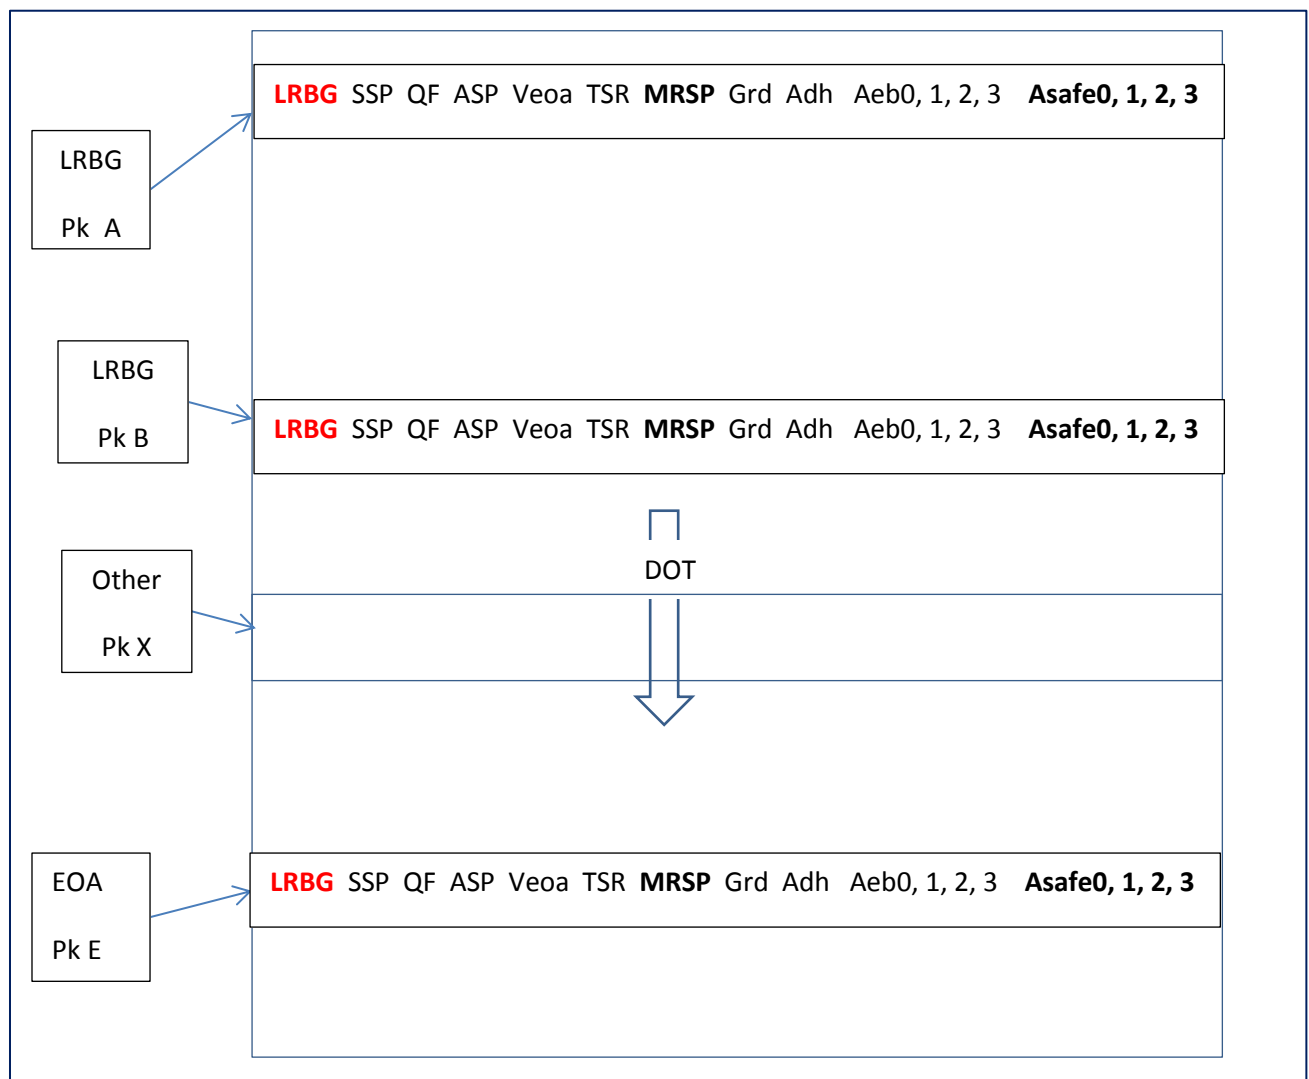 LRBG SSP QF ASP Veoa TSR MRSP Grd Adh Aeb0, 1, 2, 3 Asafe0, 1, 2, 3
LRBG
Pk A
LRBG
Pk B
LRBG SSP QF ASP Veoa TSR MRSP Grd Adh Aeb0, 1, 2, 3 Asafe0, 1, 2, 3
DOT
Other
Pk X
EOA
Pk E
LRBG SSP QF ASP Veoa TSR MRSP Grd Adh Aeb0, 1, 2, 3 Asafe0, 1, 2, 3